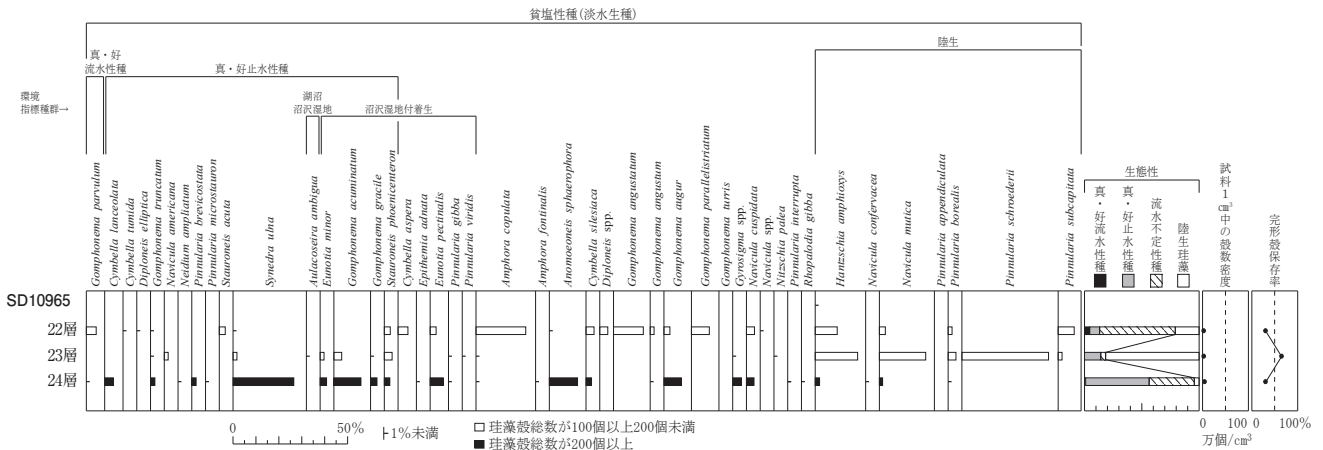 貧塩性種(淡水生種)
真・好
流水性種
真・好止水性種
陸生
環境
指標種群→
湖沼
沼沢湿地
沼沢湿地付着生
Gomphonema parvulum
Cymbella lanceolata
Cymbella tumida
Diploneis elliptica
Gomphonema truncatum
Navicula americana
Neidium ampliatum
Pinnularia brevicostata
Pinnularia microstauron
Stauroneis acuta
Synedra ulna
Aulacoseira ambigua
Eunotia minor
Gomphonema acuminatum
Gomphonema gracile
Stauroneis phoenicenteron
Cymbella aspera
Epithemia adnata
Eunotia pectinalis
Pinnularia gibba
Pinnularia viridis
Amphora copulata
Amphora fontinalis
Anomoeoneis sphaerophora
Cymbella silesiaca
Diploneis spp.
Gomphonema angustatum
Gomphonema angustum
Gomphonema angur
Gomphonema parallelistriatum
Gomphonema turris
Gyrosigma spp.
Navicula cuspidata
Navicula spp.
Nitzschia palea
Pinnularia interrupta
Rhopalodia gibba
Hantzschia amphioxys
Navicula confervacea
Navicula mutica
Pinnularia appendiculata
Pinnularia borealis
Pinnularia schroederii
Pinnularia subcapitata
生態性
真・好流水性種
真・好止水性種
流水不定性種
陸生珪藻
試料1cm³中の殻数密度
完形殻保存率
SD10965
22層
23層
24層
0 50%
1%未満
珪藻殻総数が100個以上200個未満
珪藻殻総数が200個以上
0 100
万個/cm³
0 100%